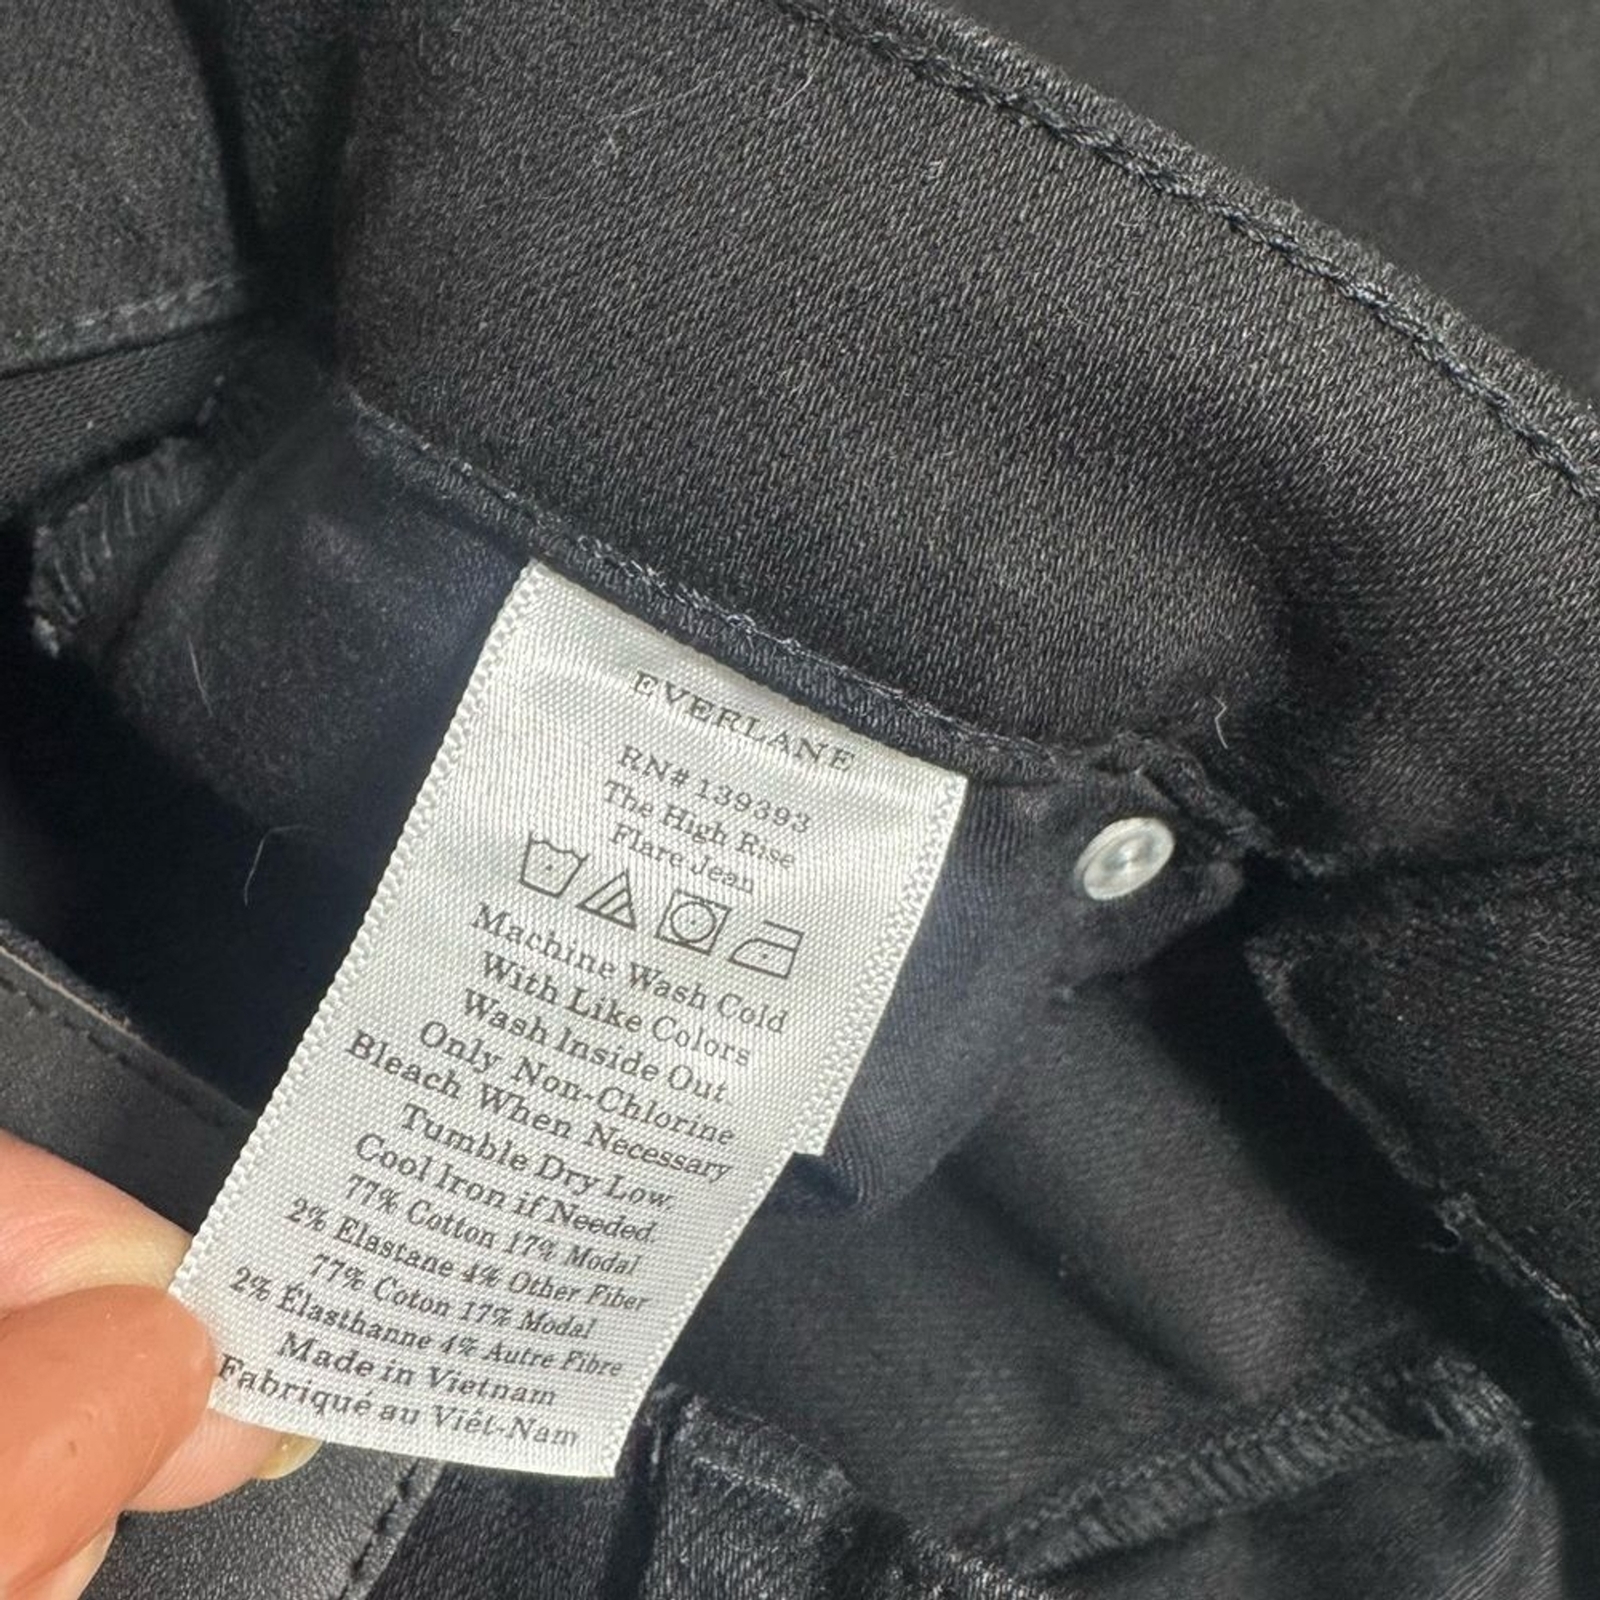 EVERLANE
RN# 139393
The High Rise
Flare Jean
Machine Wash Cold
With Like Colors
Wash Inside Out
Only Non-Chlorine
Bleach When Necessary
Tumble Dry Low.
Cool Iron if Needed.
77% Cotton 17% Modal
2% Elastane 4% Other Fiber
77% Coton 17% Modal
2% Élasthanne 4% Autre Fibre
Made in Vietnam
Fabriqué au Viêt-Nam